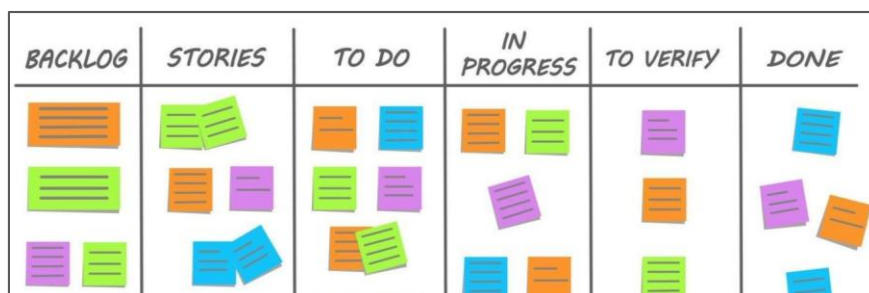 BACKLOG
STORIES
TO DO
IN
PROGRESS
TO VERIFY
DONE